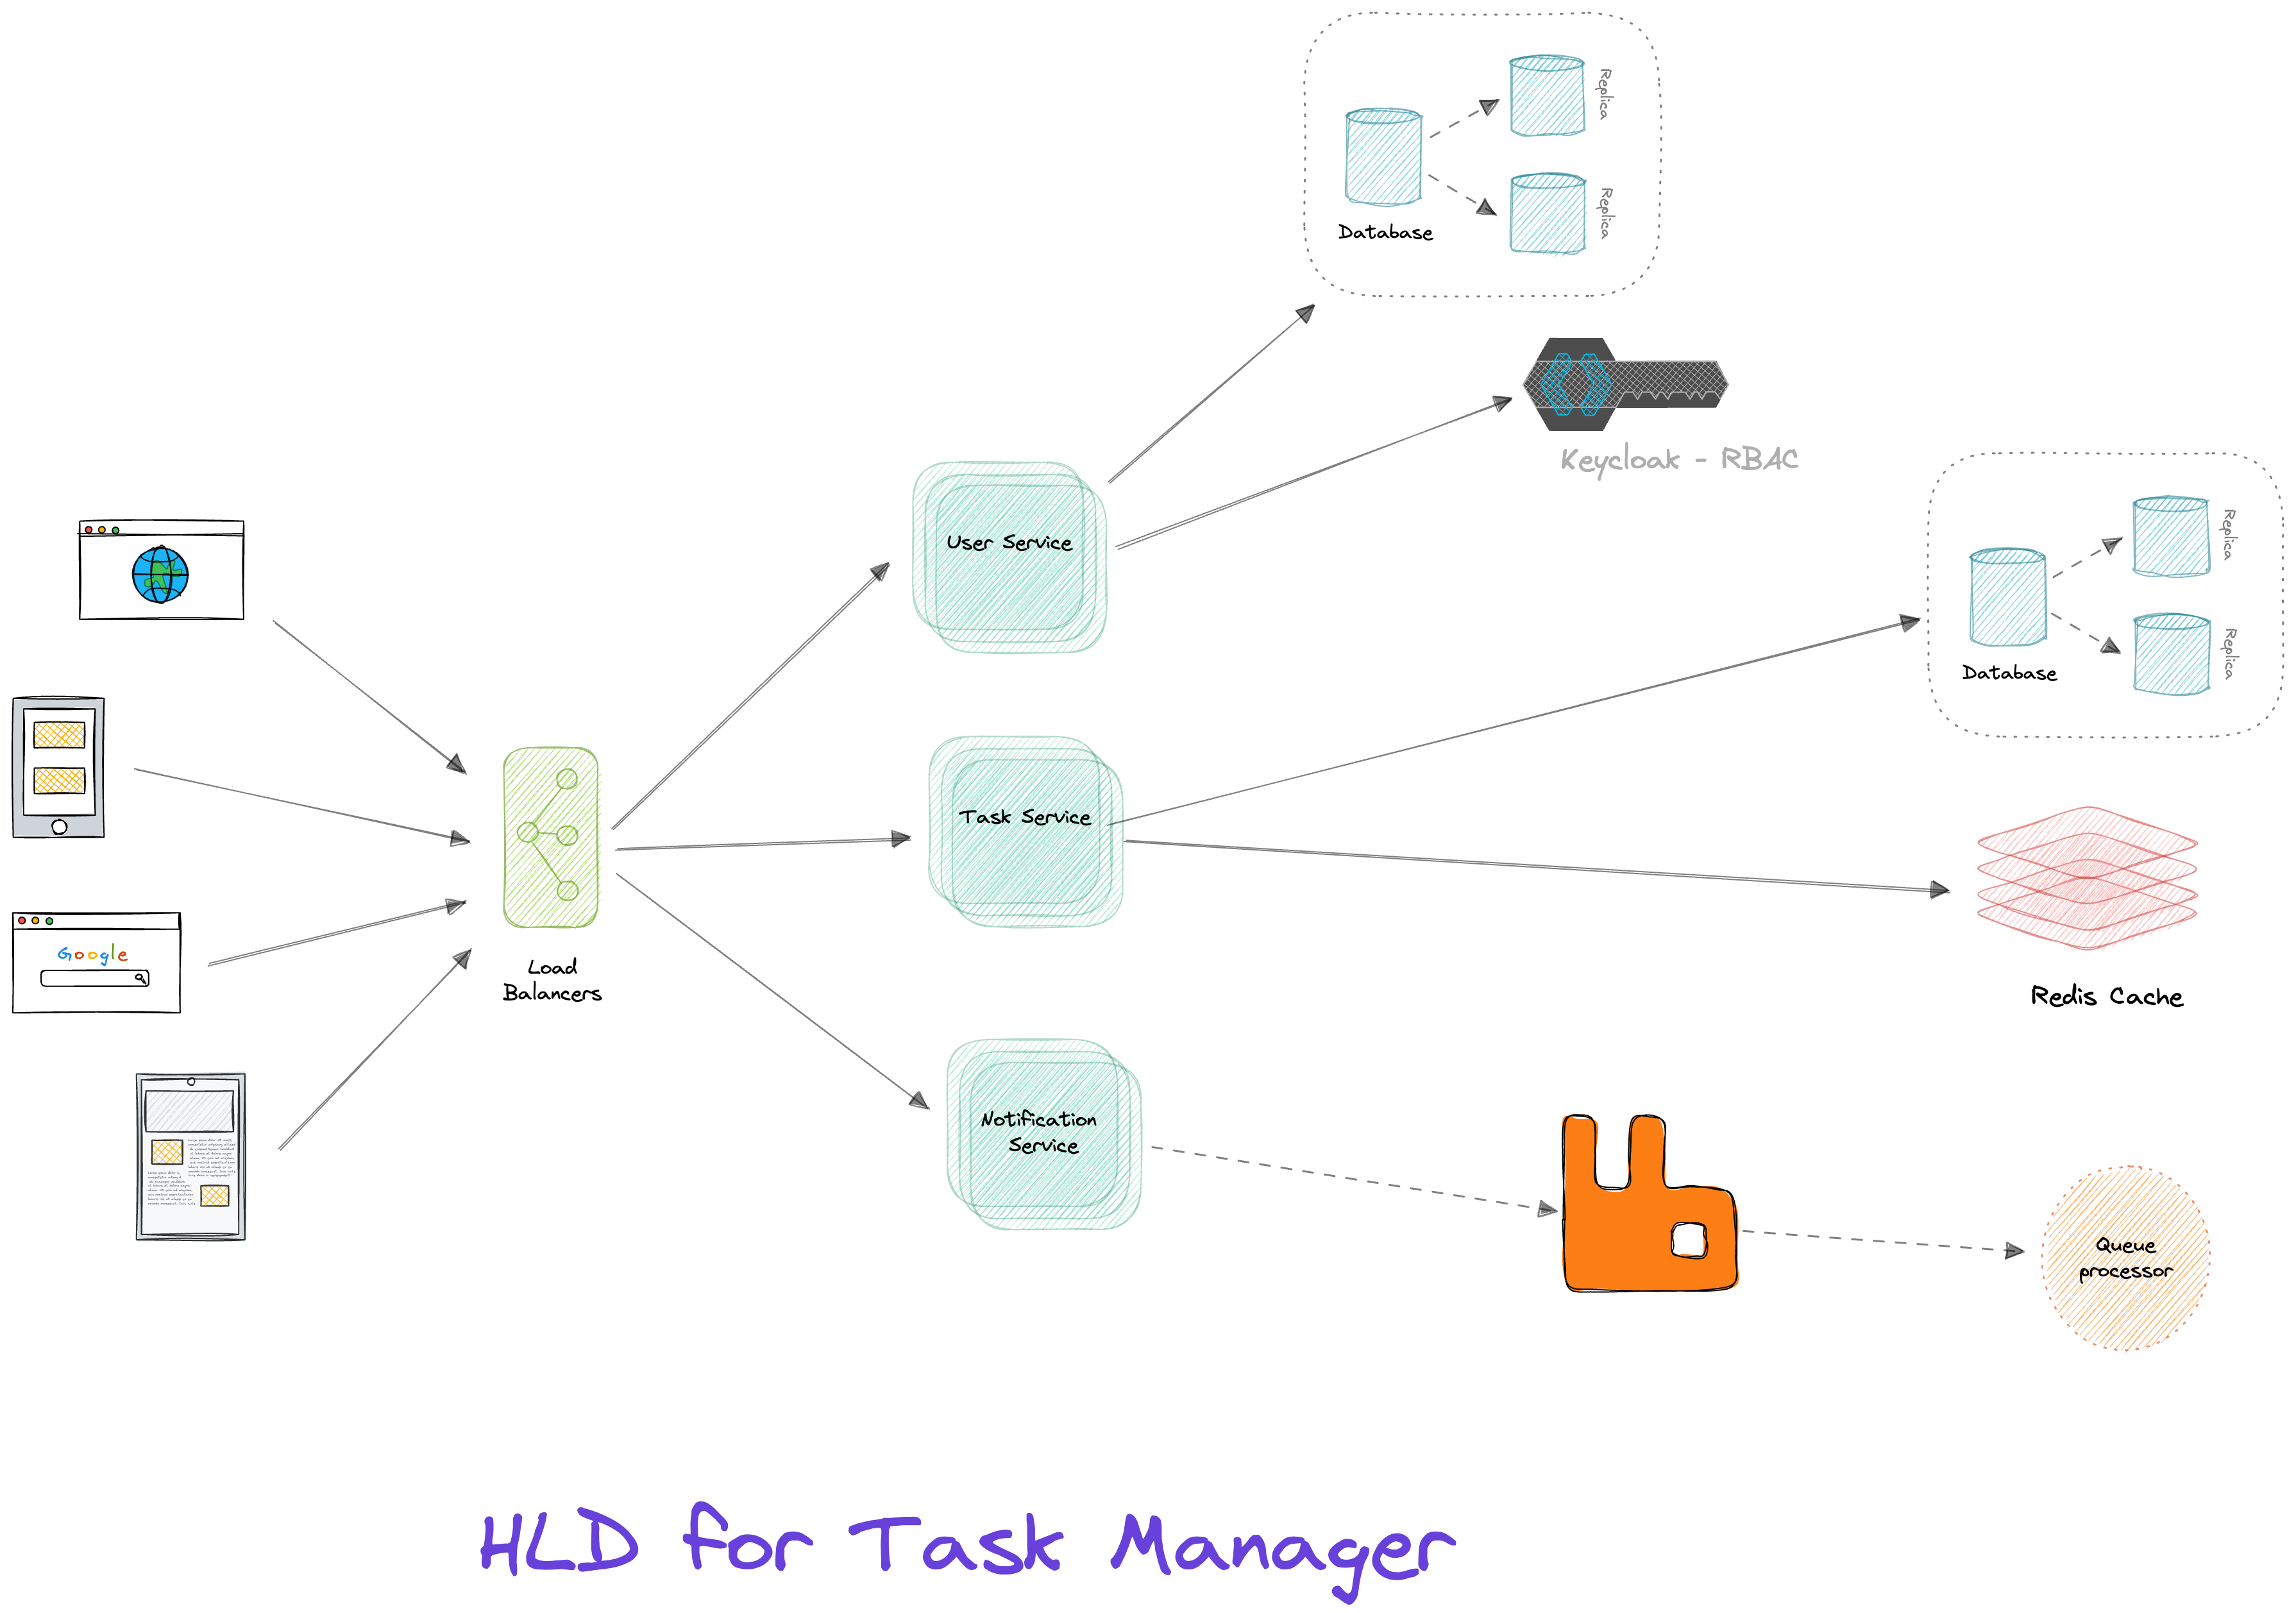 Replica
Replica
Database
Keycloak - RBAC
User Service
Replica
Replica
Database
Task Service
Google
Load
Balancers
Redis Cache
Notification
Service
Queue
processor
HLD for Task Manager